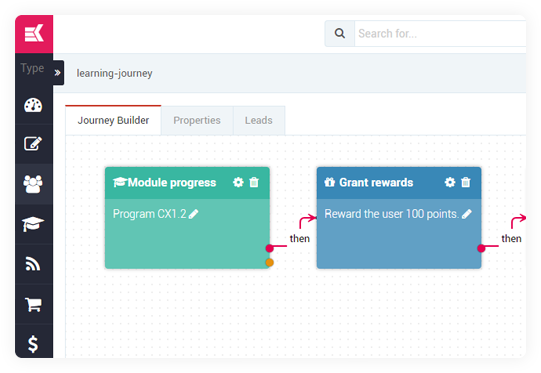 Search for...
Type
learning-journey
Journey Builder
Properties
Leads
Module progress
Program CX1.2
then
Grant rewards
Reward the user 100 points.
then